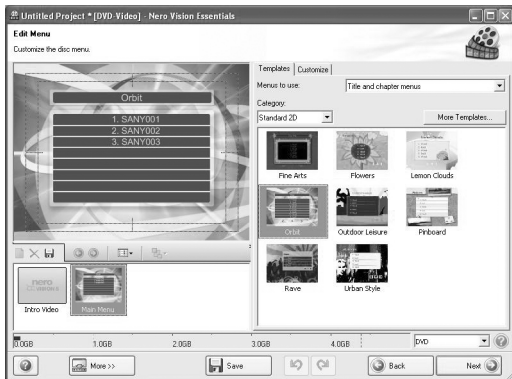 Untitled Project * [DVD-Video] - Nero Vision Essentials
Edit Menu
Customize the disc menu.
Orbit
1. SANY001
2. SANY002
3. SANY003
Templates
Customize
Menus to use:
Title and chapter menus
Category:
Standard 2D
More Templates...
Fine Arts
Flowers
Lemon Clouds
Orbit
Outdoor Leisure
Pinboard
Rave
Urban Style
nero
Intro Video
Main Menu
0.0GB
1.0GB
2.0GB
3.0GB
4.0GB
DVD
More >>
Save
Back
Next